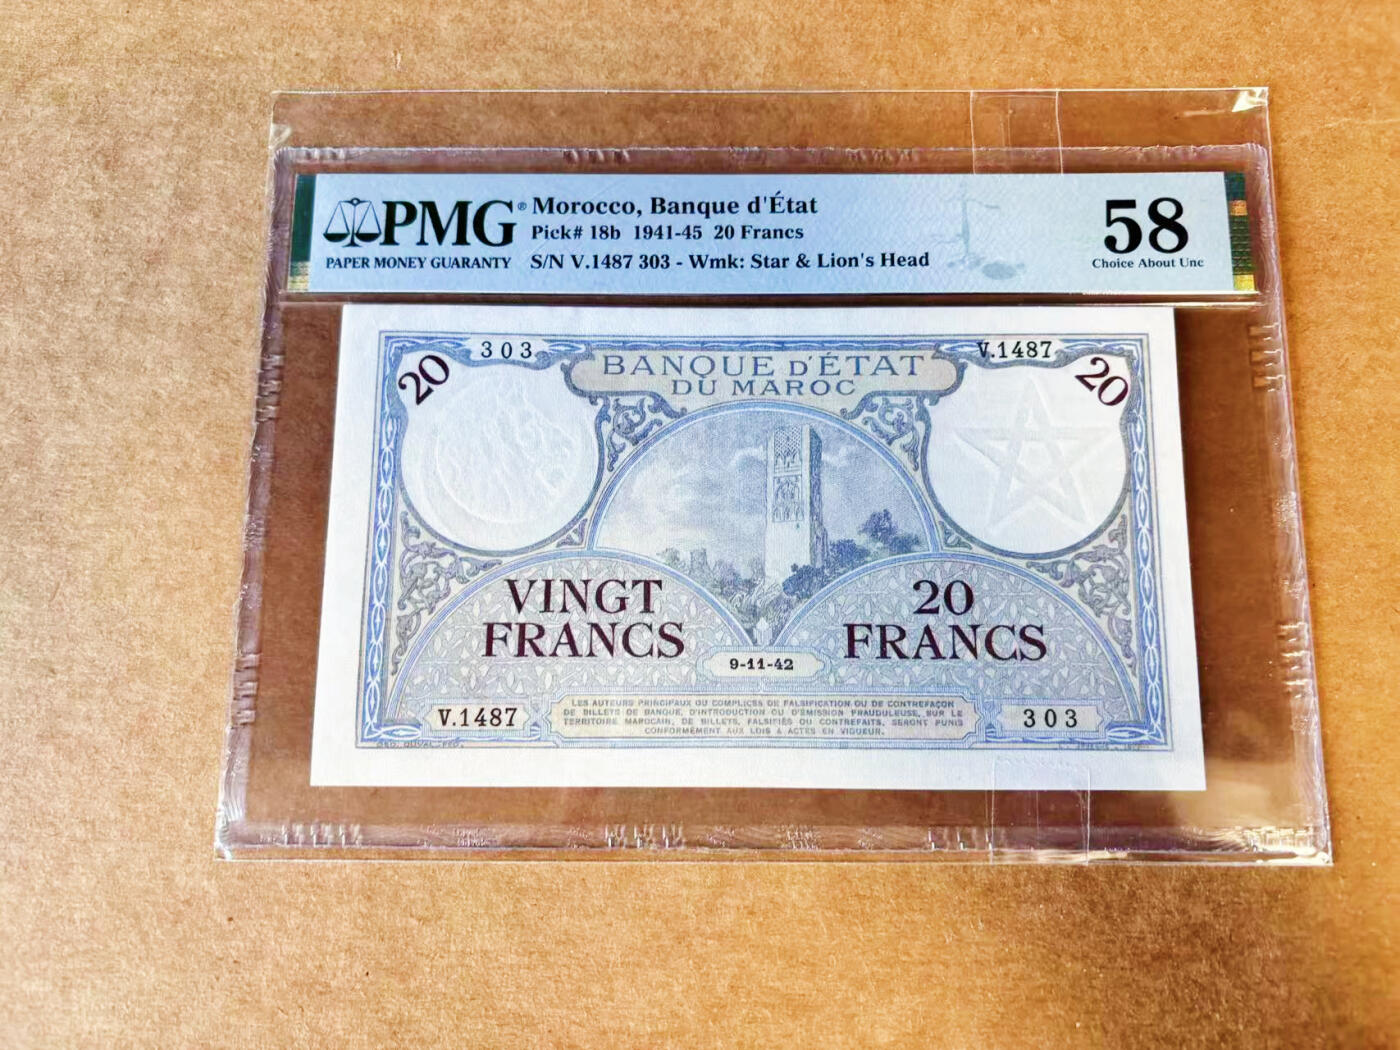 PMG®
PAPER MONEY GUARANTY
Morocco, Banque d'État
Pick# 18b 1941-45 20 Francs
S/N V.1487 303 - Wmk: Star & Lion's Head
58
Choice About Unc
20
303
BANQUE D'ÉTAT
DU MAROC
V.1487
20
VINGT
FRANCS
20
FRANCS
9-11-42
V.1487
LES AUTEURS PRINCIPAUX OU COMPLICES DE FALSIFICATION OU DE CONTREFAÇON
DE BILLETS DE BANQUE, D'INTRODUCTION OU D'ÉMISSION FRAUDULEUSE, SUR LE
TERRITOIRE MAROCAIN, DE BILLETS, FALSIFIÉS OU CONTREFAITS, SERONT PUNIS
CONFORMÉMENT AUX LOIS & ACTES EN VIGUEUR.
303
GEO. DUVAL_FEC.